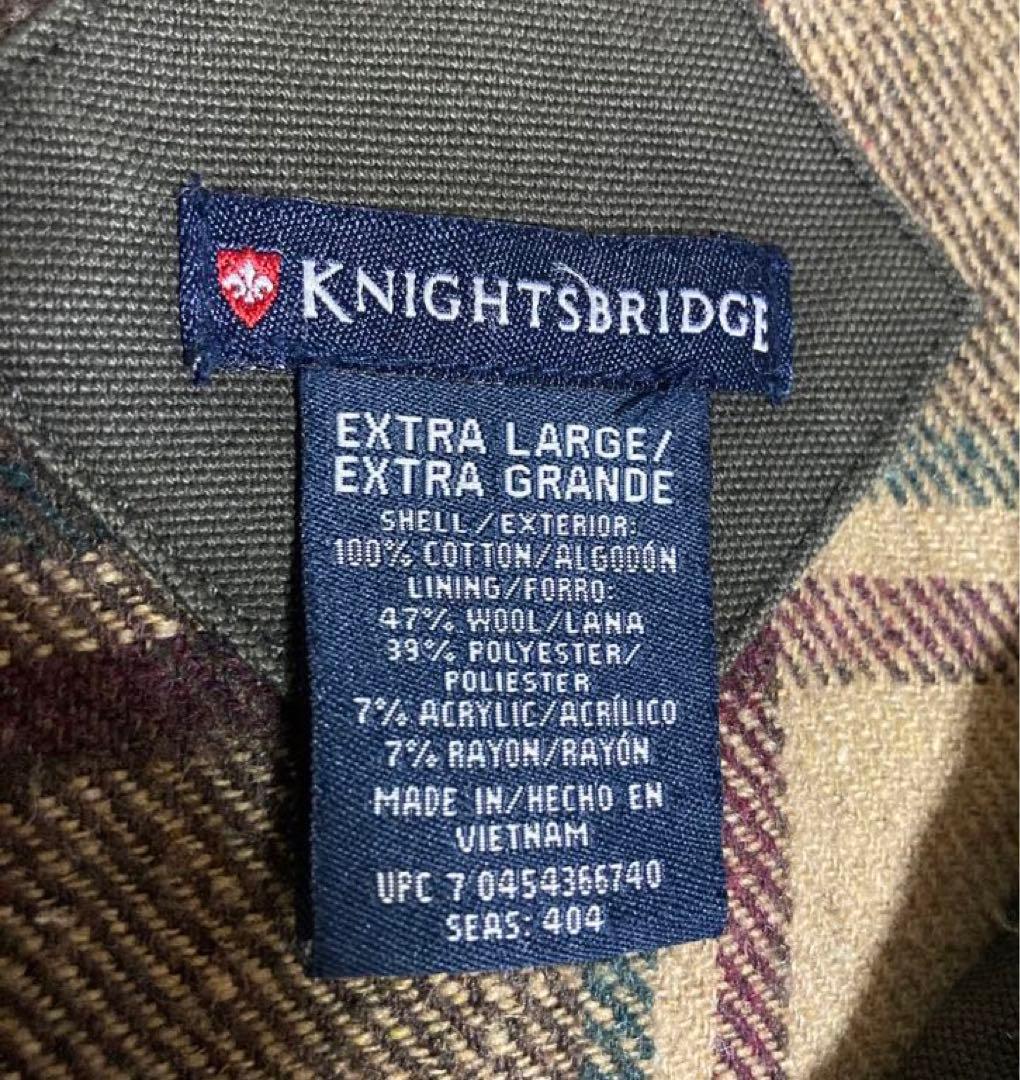 KNIGHTSBRIDGE
EXTRA LARGE/
EXTRA GRANDE
SHELL/EXTERIOR:
100% COTTON/ALGODÓN
LINING/FORRO:
47% WOOL/LANA
39% POLYESTER/
POLIESTER
7% ACRYLIC/ACRÍLICO
7% RAYON/RAYÓN
MADE IN/HECHO EN
VIETNAM
UPC 7 0454366740
SEAS: 404